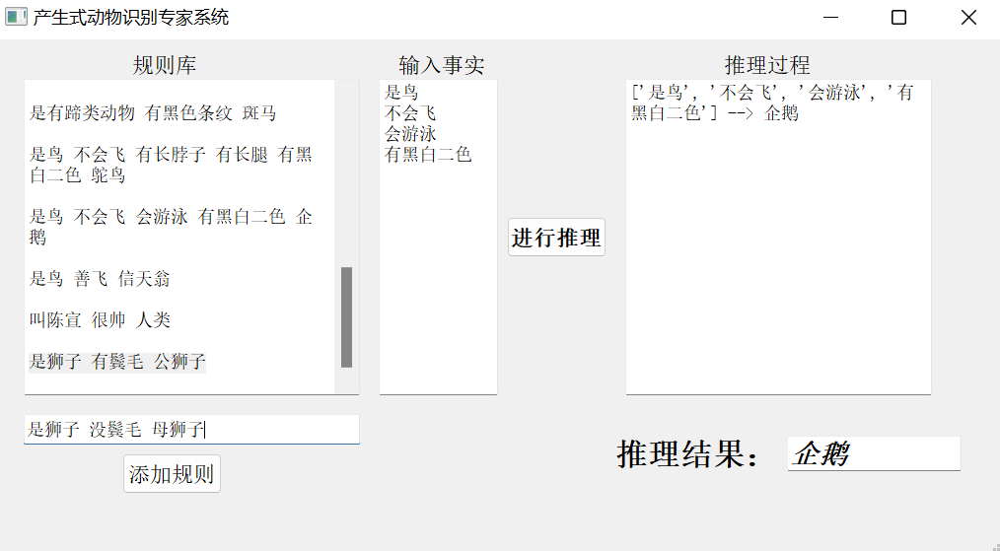 产生式动物识别专家系统
规则库
是有蹄类动物 有黑色条纹 斑马
是鸟 不会飞 有长脖子 有长腿 有黑
白二色 鸵鸟
是鸟 不会飞 会游泳 有黑白二色 企
鹅
是鸟 善飞 信天翁
叫陈宣 很帅 人类
是狮子 有鬓毛 公狮子
是狮子 没鬓毛 母狮子
添加规则
输入事实
是鸟
不会飞
会游泳
有黑白二色
进行推理
推理过程
['是鸟', '不会飞', '会游泳', '有
黑白二色'] --> 企鹅
推理结果： 企鹅